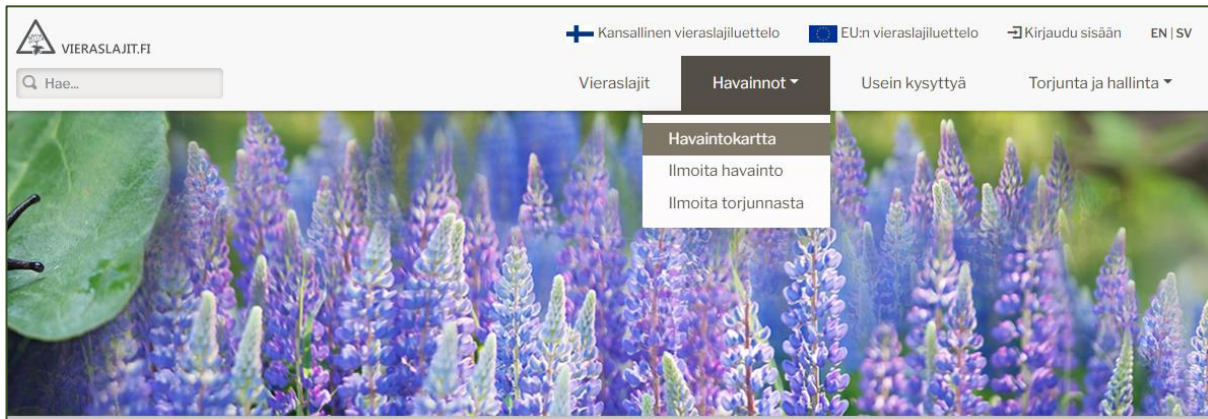 VIERASLAJIT.FI
Kansallinen vieraslajiluettelo EU:n vieraslajiluettelo Kirjaudu sisään EN | SV
Hae...
Vieraslajit Havainnot Usein kysyttyä Torjunta ja hallinta
Havaintokartta
Ilmoita havainto
Ilmoita torjunnasta